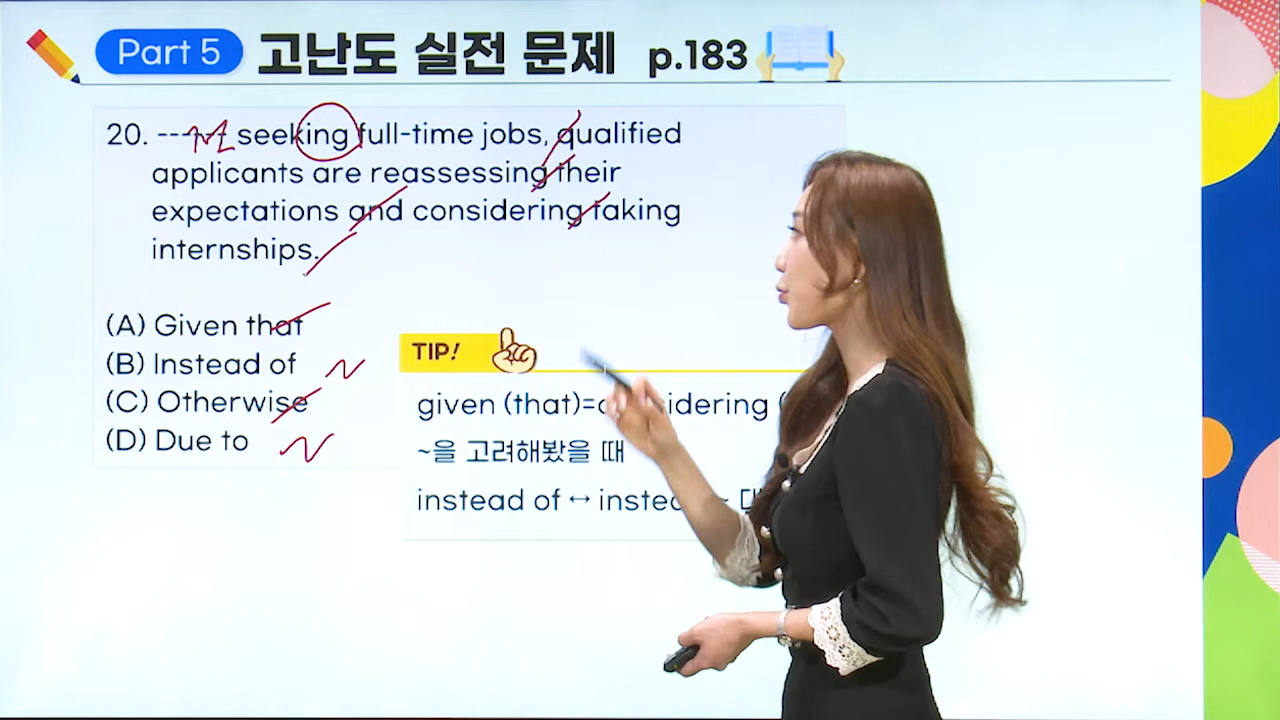 Part 5 고난도 실전 문제 p.183
20. ------ seeking full-time jobs, qualified
applicants are reassessing their
expectations and considering taking
internships.
(A) Given that
(B) Instead of
(C) Otherwise
(D) Due to
TIP!
given (that)=
~을 고려해봤을 때
instead of ↔